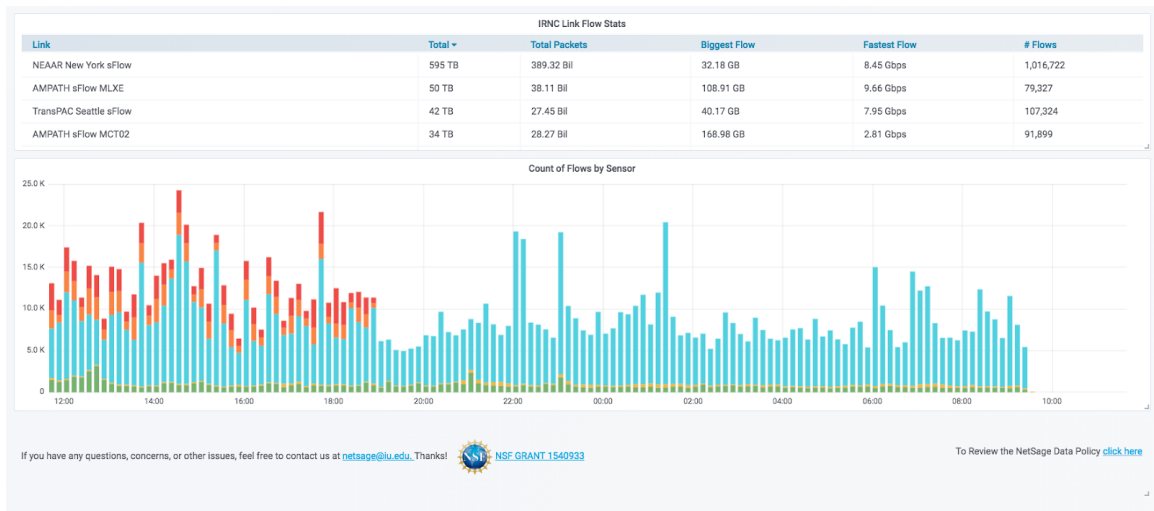 IRNC Link Flow Stats
Link Total Total Packets Biggest Flow Fastest Flow # Flows
NEAAR New York sFlow 595 TB 389.32 Bil 32.18 GB 8.45 Gbps 1,016,722
AMPATH sFlow MLXE 50 TB 38.11 Bil 108.91 GB 9.66 Gbps 79,327
TransPAC Seattle sFlow 42 TB 27.45 Bil 40.17 GB 7.95 Gbps 107,324
AMPATH sFlow MCT02 34 TB 28.27 Bil 168.98 GB 2.81 Gbps 91,899
Count of Flows by Sensor
25.0 K
20.0 K
15.0 K
10.0 K
5.0 K
0
12:00 14:00 16:00 18:00 20:00 22:00 00:00 02:00 04:00 06:00 08:00 10:00
If you have any questions, concerns, or other issues, feel free to contact us at netsage@iu.edu. Thanks! NSF NSF GRANT 1540933
To Review the NetSage Data Policy click here